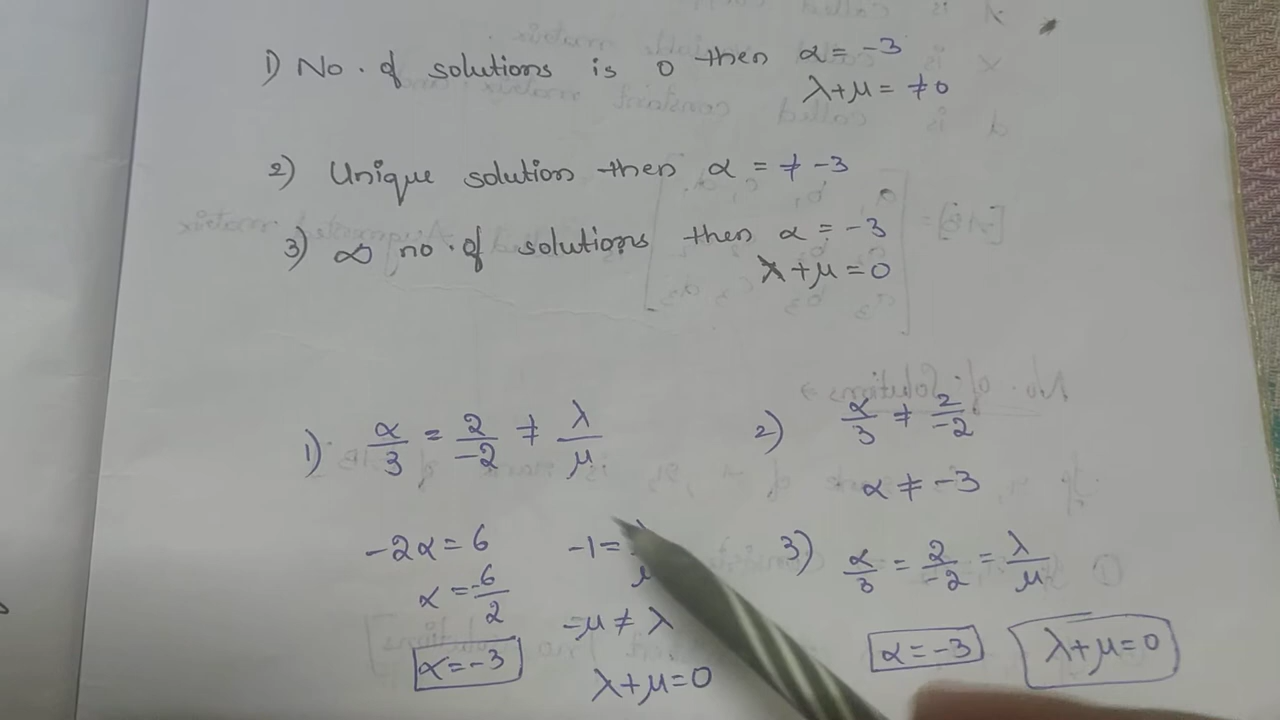 1) No. of solutions is 0 then α = -3
λ+μ = ≠0
2) Unique solution then α = ≠ -3
3) ∞ no. of solutions then α = -3
λ+μ = 0
1) α/3 = 2/-2 ≠ λ/μ
-2α = 6
α = -6/2
α = -3
-1 =
-μ ≠ λ
λ+μ = 0
2) α/3 ≠ 2/-2
α ≠ -3
3) α/3 = 2/-2 = λ/μ
α = -3
λ+μ = 0